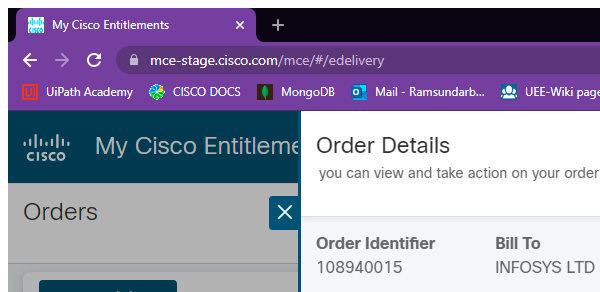 My Cisco Entitlements
mce-stage.cisco.com/mce/#/edelivery
UiPath Academy
CISCO DOCS
MongoDB
Mail - Ramsundarb...
UEE-Wiki page
CISCO
My Cisco Entitleme
Order Details
you can view and take action on your order
Orders
Order Identifier
Bill To
108940015
INFOSYS LTD